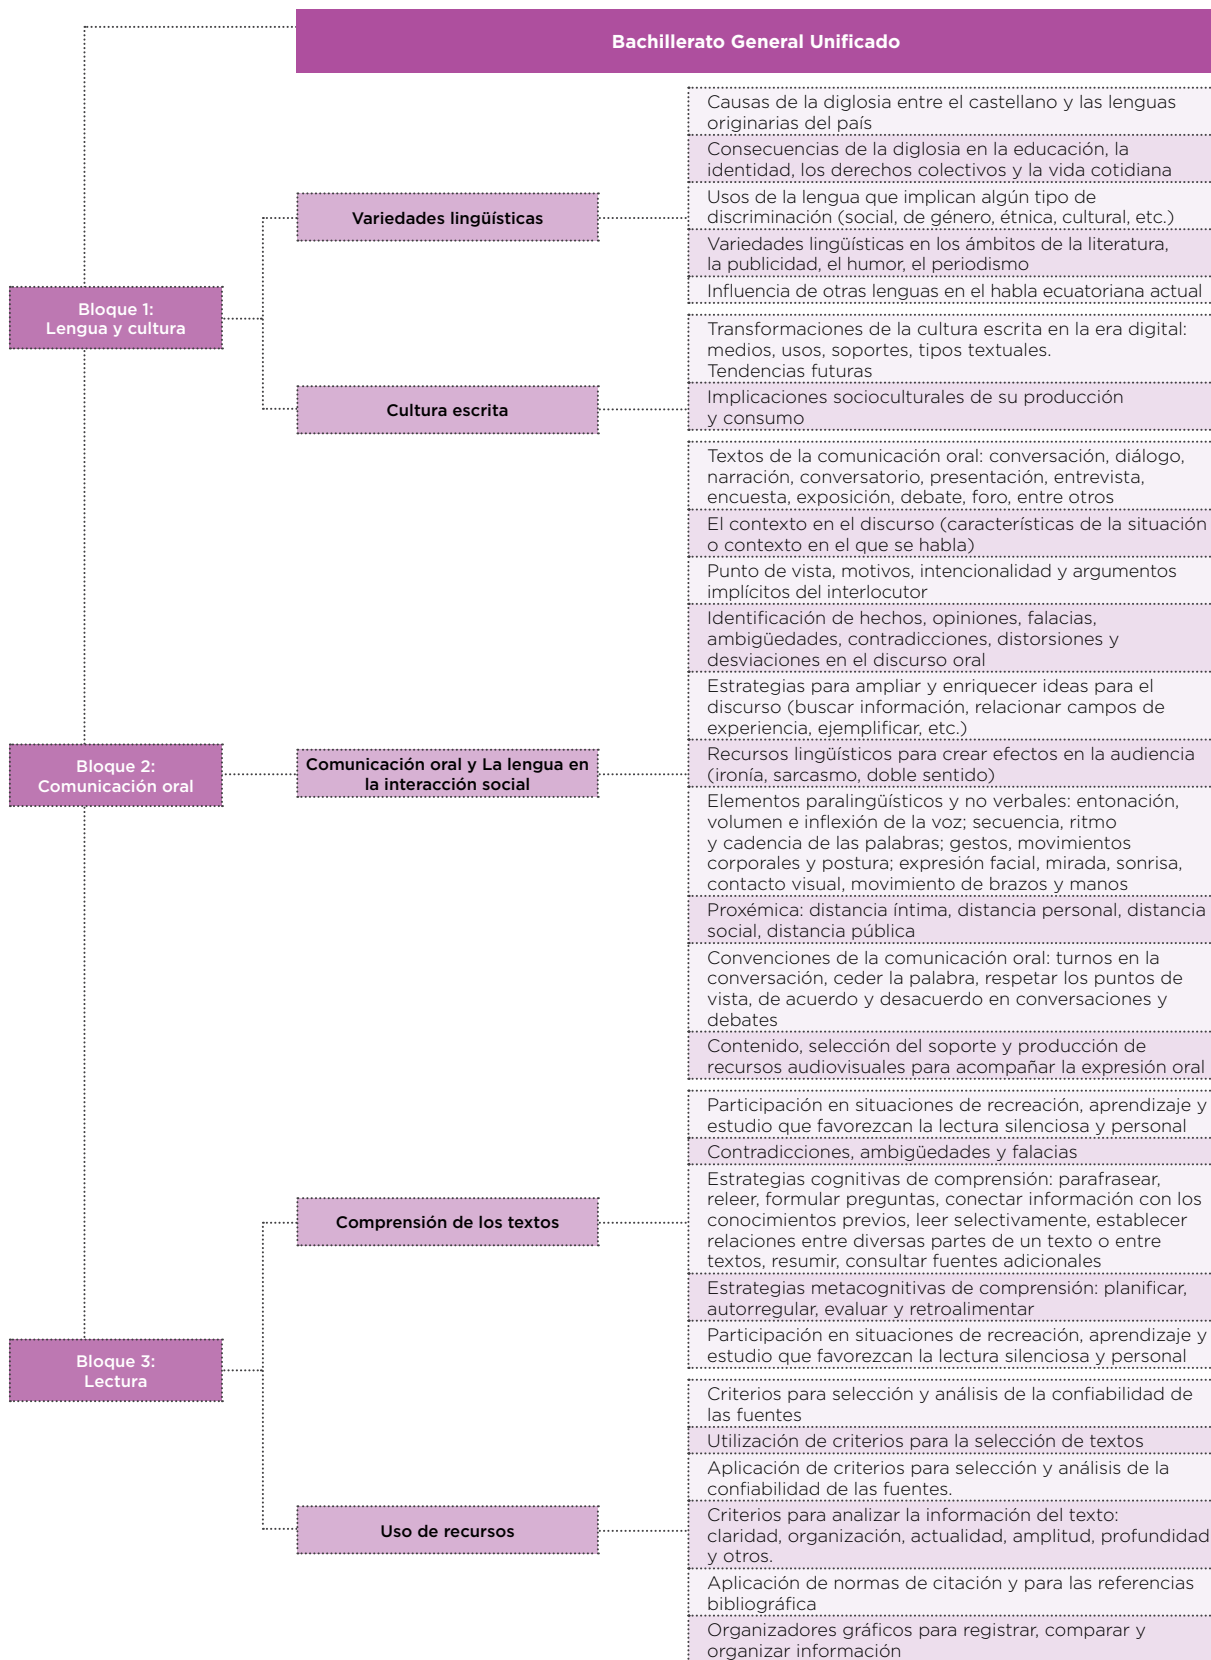 Bachillerato General Unificado
Bloque 1:
Lengua y cultura
Variedades lingüísticas
Causas de la diglosia entre el castellano y las lenguas
originarias del país
Consecuencias de la diglosia en la educación, la
identidad, los derechos colectivos y la vida cotidiana
Usos de la lengua que implican algún tipo de
discriminación (social, de género, étnica, cultural, etc.)
Variedades lingüísticas en los ámbitos de la literatura,
la publicidad, el humor, el periodismo
Influencia de otras lenguas en el habla ecuatoriana actual
Cultura escrita
Transformaciones de la cultura escrita en la era digital:
medios, usos, soportes, tipos textuales.
Tendencias futuras
Implicaciones socioculturales de su producción
y consumo
Bloque 2:
Comunicación oral
Comunicación oral y La lengua en
la interacción social
Textos de la comunicación oral: conversación, diálogo,
narración, conversatorio, presentación, entrevista,
encuesta, exposición, debate, foro, entre otros
El contexto en el discurso (características de la situación
o contexto en el que se habla)
Punto de vista, motivos, intencionalidad y argumentos
implícitos del interlocutor
Identificación de hechos, opiniones, falacias,
ambigüedades, contradicciones, distorsiones y
desviaciones en el discurso oral
Estrategias para ampliar y enriquecer ideas para el
discurso (buscar información, relacionar campos de
experiencia, ejemplificar, etc.)
Recursos lingüísticos para crear efectos en la audiencia
(ironía, sarcasmo, doble sentido)
Elementos paralingüísticos y no verbales: entonación,
volumen e inflexión de la voz; secuencia, ritmo
y cadencia de las palabras; gestos, movimientos
corporales y postura; expresión facial, mirada, sonrisa,
contacto visual, movimiento de brazos y manos
Proxémica: distancia íntima, distancia personal, distancia
social, distancia pública
Convenciones de la comunicación oral: turnos en la
conversación, ceder la palabra, respetar los puntos de
vista, de acuerdo y desacuerdo en conversaciones y
debates
Contenido, selección del soporte y producción de
recursos audiovisuales para acompañar la expresión oral
Bloque 3:
Lectura
Comprensión de los textos
Participación en situaciones de recreación, aprendizaje y
estudio que favorezcan la lectura silenciosa y personal
Contradicciones, ambigüedades y falacias
Estrategias cognitivas de comprensión: parafrasear,
releer, formular preguntas, conectar información con los
conocimientos previos, leer selectivamente, establecer
relaciones entre diversas partes de un texto o entre
textos, resumir, consultar fuentes adicionales
Estrategias metacognitivas de comprensión: planificar,
autorregular, evaluar y retroalimentar
Participación en situaciones de recreación, aprendizaje y
estudio que favorezcan la lectura silenciosa y personal
Uso de recursos
Criterios para selección y análisis de la confiabilidad de
las fuentes
Utilización de criterios para la selección de textos
Aplicación de criterios para selección y análisis de la
confiabilidad de las fuentes.
Criterios para analizar la información del texto:
claridad, organización, actualidad, amplitud, profundidad
y otros.
Aplicación de normas de citación y para las referencias
bibliográfica
Organizadores gráficos para registrar, comparar y
organizar información